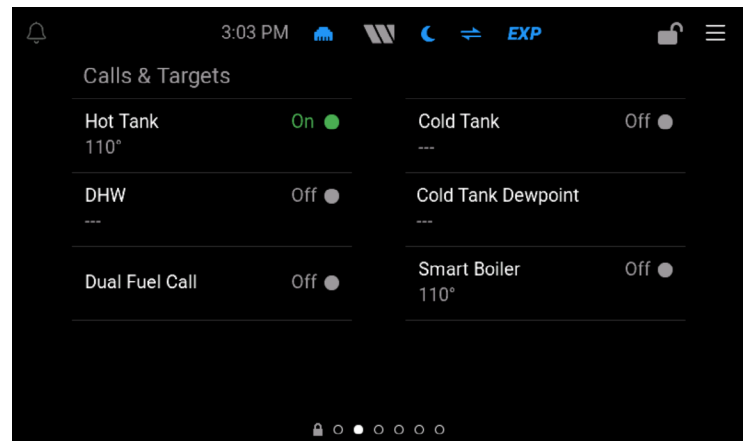 3:03 PM EXP
Calls & Targets
Hot Tank On
110°
Cold Tank Off
---
DHW Off
---
Cold Tank Dewpoint
---
Dual Fuel Call Off
Smart Boiler Off
110°